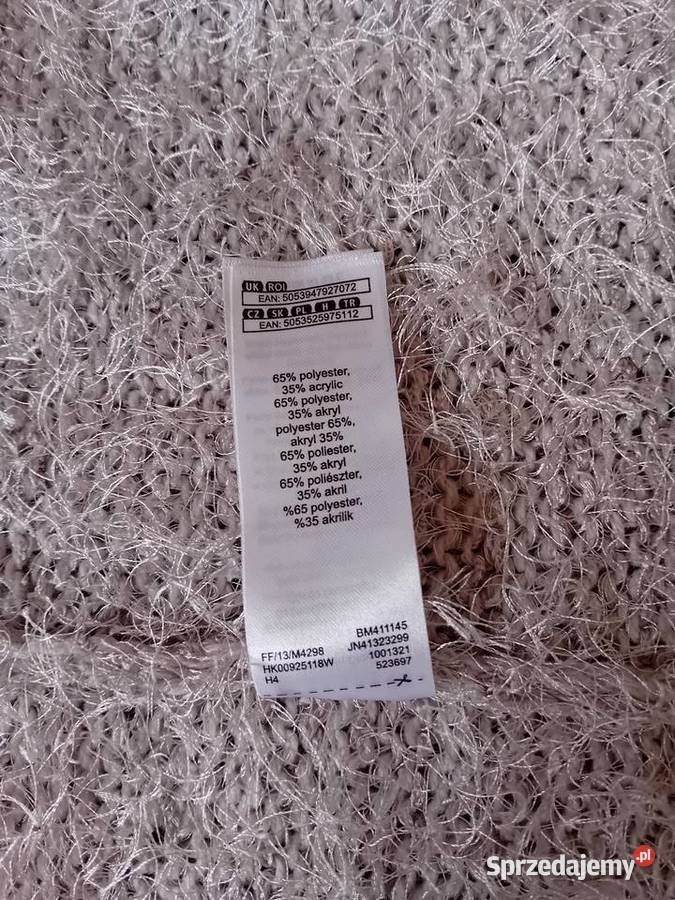 UK ROI
EAN: 5053947927072
CZ SK PL H TR
EAN: 5053525975112
65% polyester,
35% acrylic
65% polyester,
35% akryl
polyester 65%,
akryl 35%
65% poliester,
35% akryl
65% poliészter,
35% akril
%65 polyester,
%35 akrilik
BM411145
FF/13/M4298 JN41323299
HK00925118W 1001321
H4 523697
Sprzedajemy.pl